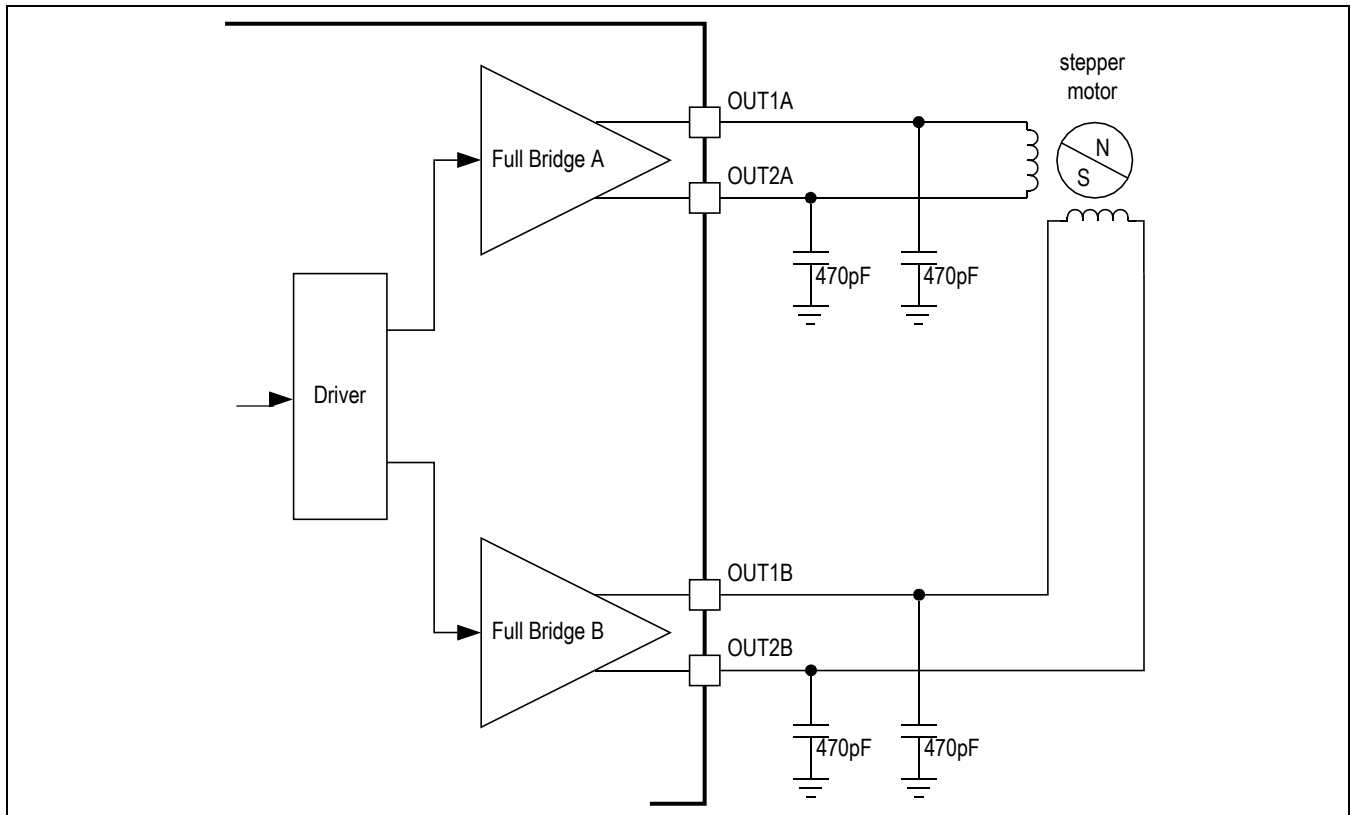 stepper
motor
OUT1A
Full Bridge A
N
OUT2A
S
470pF
470pF
Driver
OUT1B
Full Bridge B
OUT2B
470pF
470pF